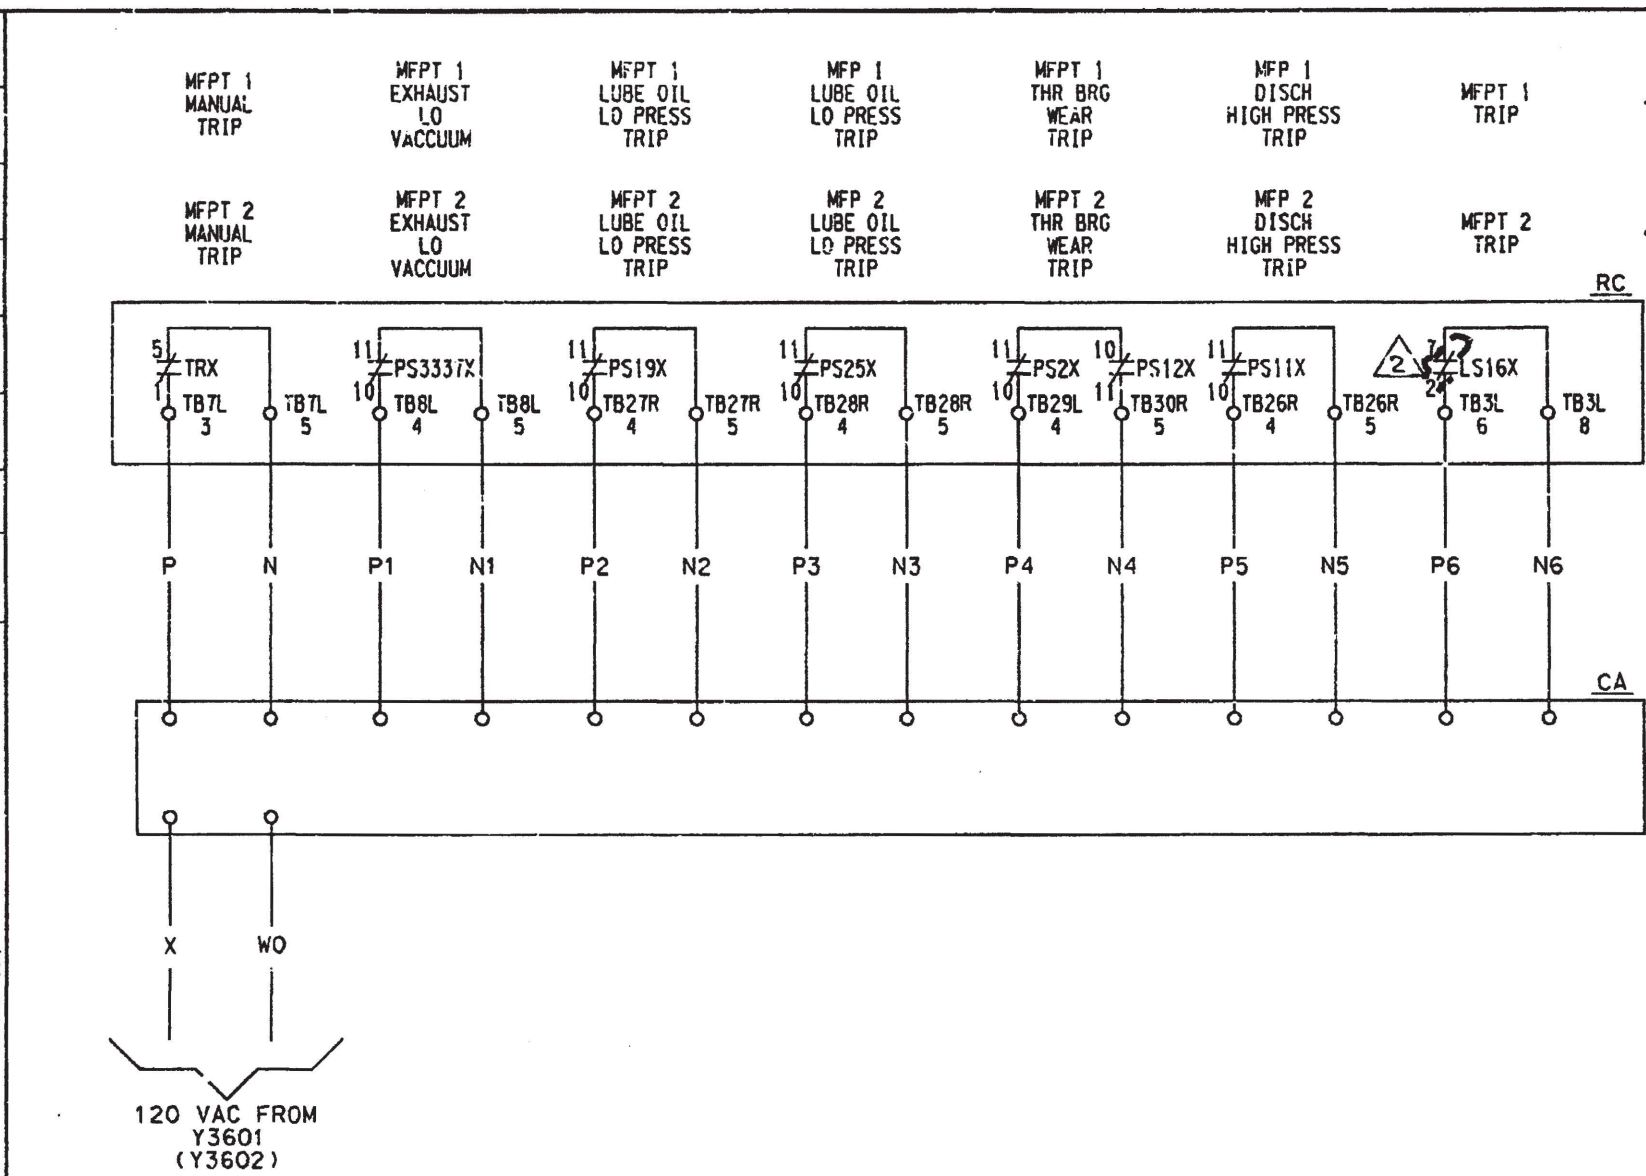 MFPT 1
MANUAL
TRIP
MFPT 1
EXHAUST
LO
VACCUUM
MFPT 1
LUBE OIL
LO PRESS
TRIP
MFP 1
LUBE OIL
LO PRESS
TRIP
MFPT 1
THR BRG
WEAR
TRIP
MFP 1
DISCH
HIGH PRESS
TRIP
MFPT 1
TRIP
MFPT 2
MANUAL
TRIP
MFPT 2
EXHAUST
LO
VACCUUM
MFPT 2
LUBE OIL
LO PRESS
TRIP
MFP 2
LUBE OIL
LO PRESS
TRIP
MFPT 2
THR BRG
WEAR
TRIP
MFP 2
DISCH
HIGH PRESS
TRIP
MFPT 2
TRIP
RC
5 11 11 11 11 10 11 7 ?
TRX PS3337X PS19X PS25X PS2X PS12X PS11X 2 LS16X
1 10 10 10 10 11 10 2
TB7L TB7L TB8L TB8L TB27R TB27R TB28R TB28R TB29L TB30R TB26R TB26R TB3L TB3L
3 5 4 5 4 5 4 5 4 5 4 5 6 8
P N P1 N1 P2 N2 P3 N3 P4 N4 P5 N5 P6 N6
CA
X WO
120 VAC FROM
Y3601
(Y3602)